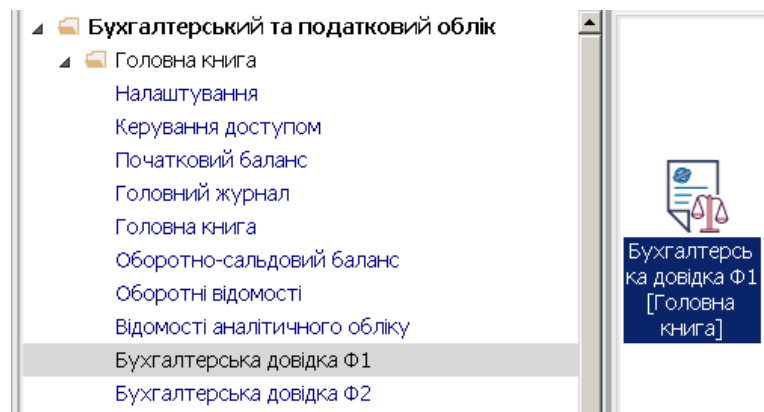 Бухгалтерський та податковий облік
Головна книга
Налаштування
Керування доступом
Початковий баланс
Головний журнал
Головна книга
Оборотно-сальдовий баланс
Оборотні відомості
Відомості аналітичного обліку
Бухгалтерська довідка Ф1
Бухгалтерська довідка Ф2
Бухгалтерсь
ка довідка Ф1
[Головна
книга]